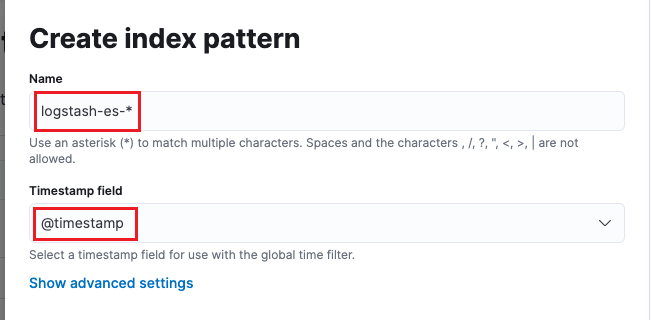 Create index pattern
Name
logstash-es-*
Use an asterisk (*) to match multiple characters. Spaces and the characters , /, ?, ", <, >, | are not
allowed.
Timestamp field
@timestamp
Select a timestamp field for use with the global time filter.
Show advanced settings